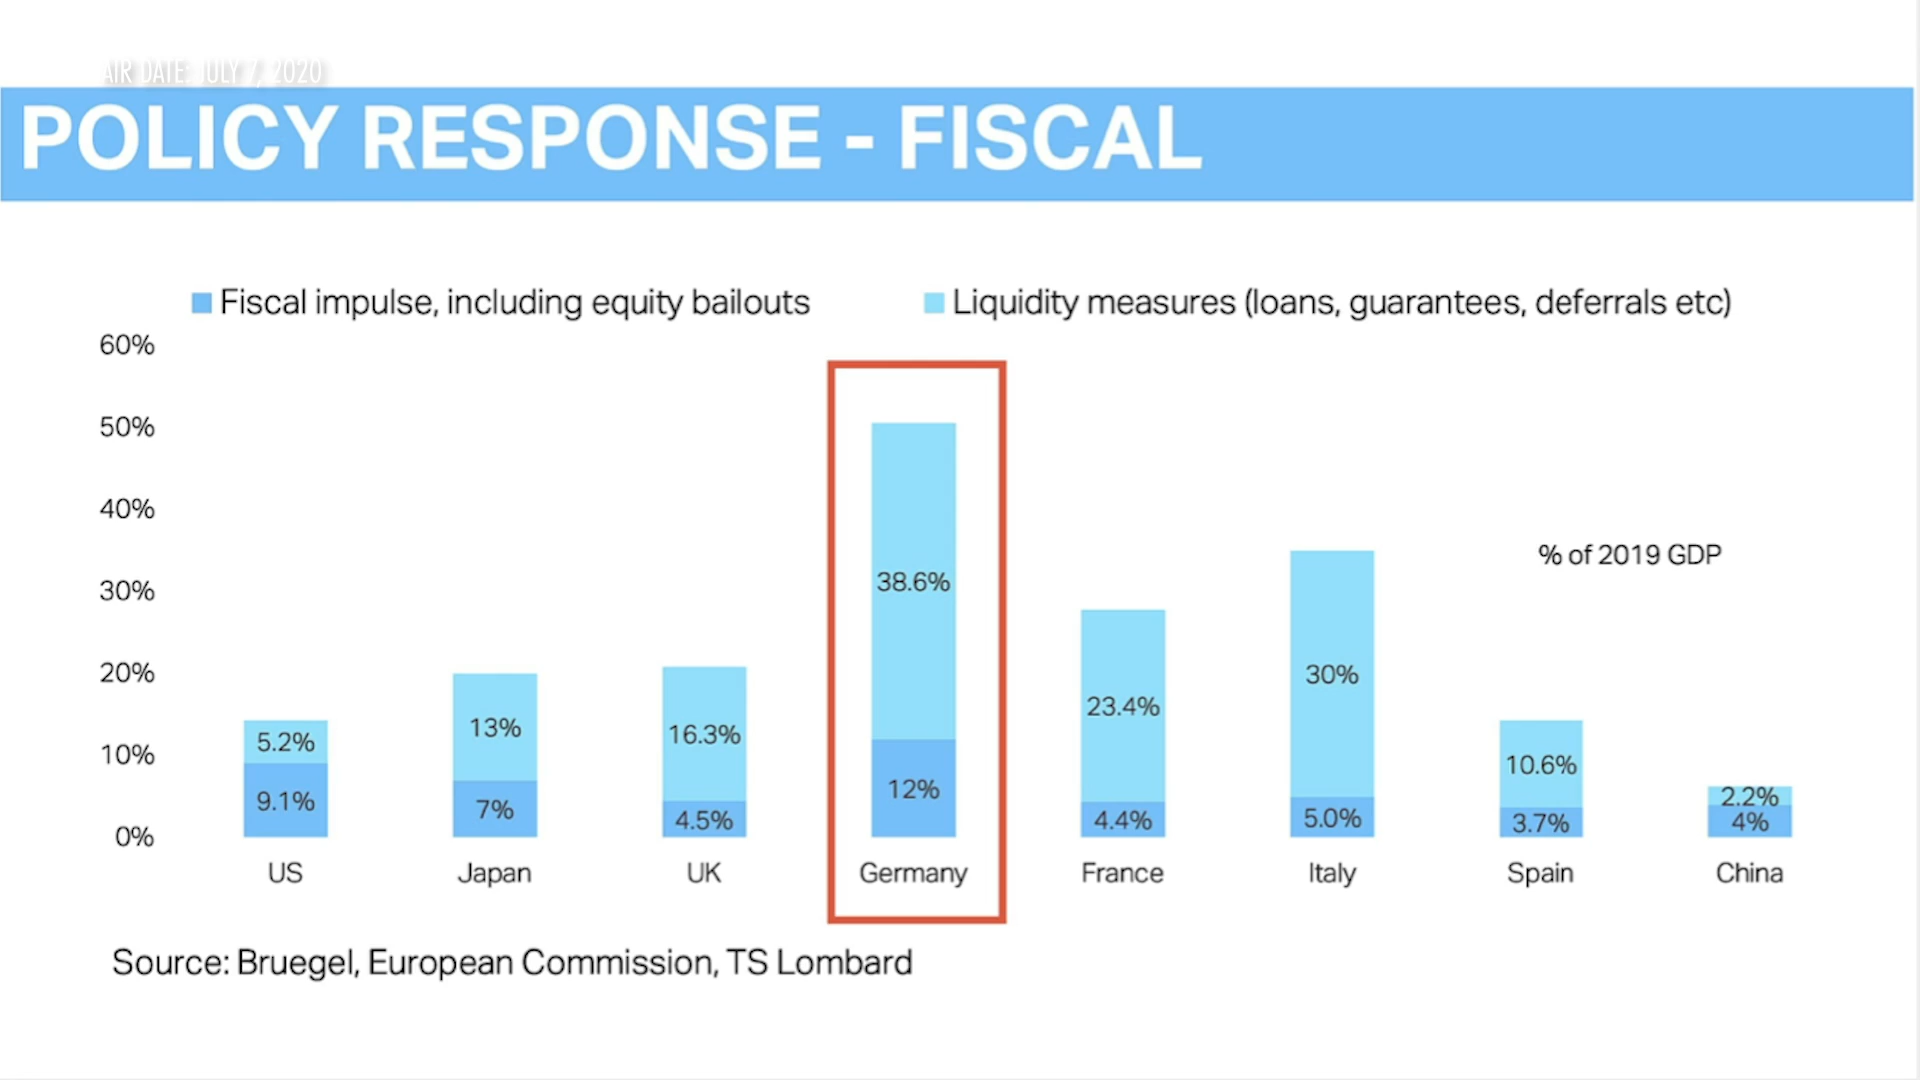 AIR DATE: JULY 7, 2020
POLICY RESPONSE - FISCAL
Fiscal impulse, including equity bailouts
Liquidity measures (loans, guarantees, deferrals etc)
60%
50%
40%
30%
20%
10%
0%
% of 2019 GDP
5.2%
9.1%
13%
7%
16.3%
4.5%
38.6%
12%
23.4%
4.4%
30%
5.0%
10.6%
3.7%
2.2%
4%
US
Japan
UK
Germany
France
Italy
Spain
China
Source: Bruegel, European Commission, TS Lombard